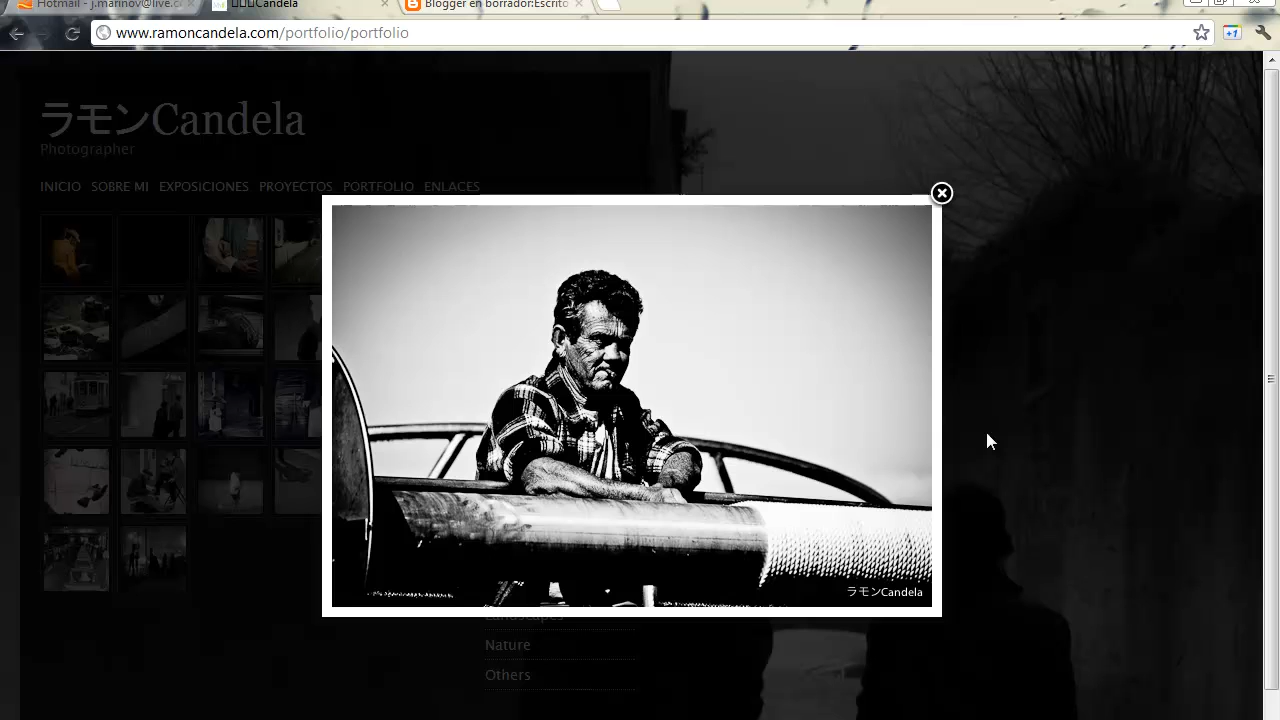 Hotmail - j.marinov@live.c
Candela
Blogger en borrador:Escrito
www.ramoncandela.com/portfolio/portfolio
+1
ラモンCandela
Photographer
INICIO SOBRE MI EXPOSICIONES PROYECTOS PORTFOLIO ENLACES
ラモンCandela
Landscapes
Nature
Others